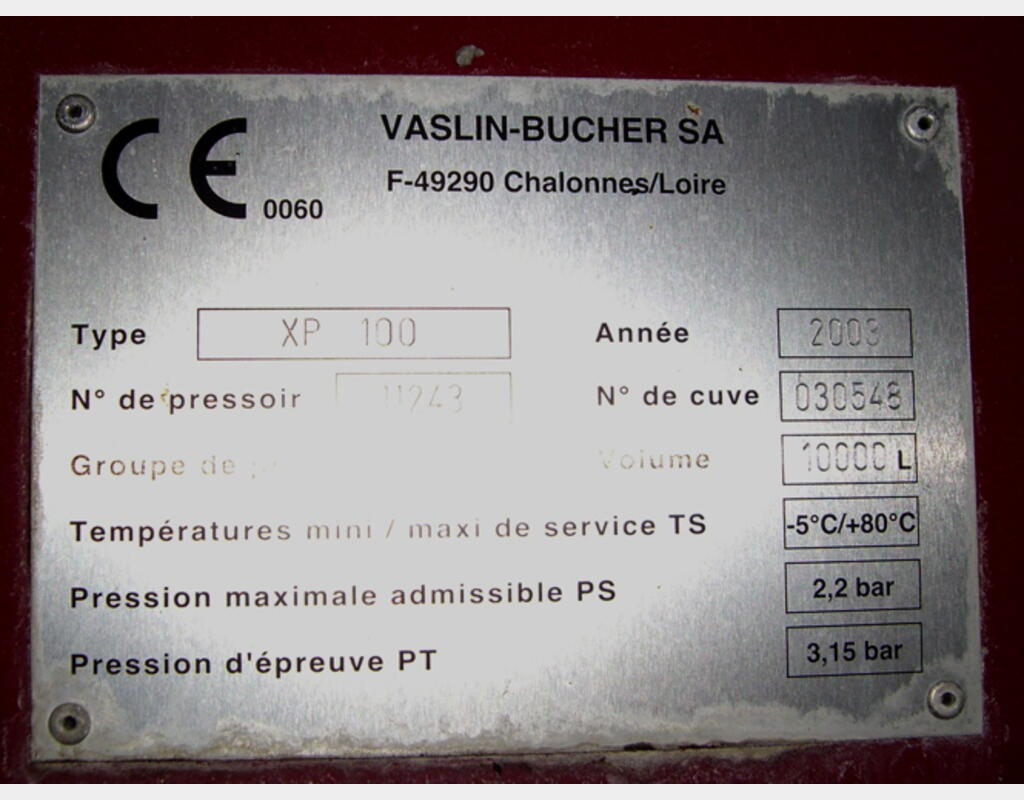 CE 0060
VASLIN-BUCHER SA
F-49290 Chalonnes/Loire
Type XP 100 Année 2003
N° de pressoir 11243 N° de cuve 030548
Groupe de Volume 10000 L
Températures mini / maxi de service TS -5°C/+80°C
Pression maximale admissible PS 2,2 bar
Pression d'épreuve PT 3,15 bar